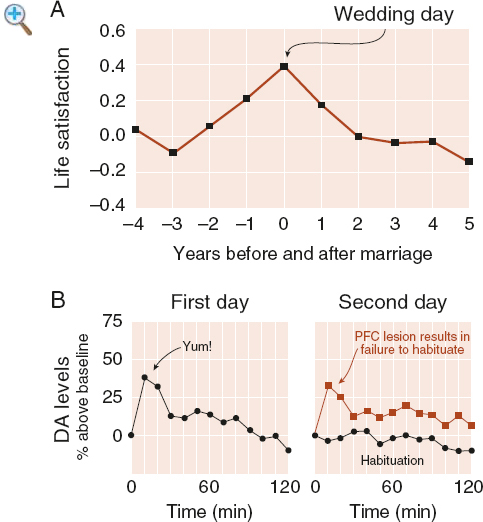 A
Wedding day
Life satisfaction
0.6
0.4
0.2
0.0
–0.2
–0.4
–4 –3 –2 –1 0 1 2 3 4 5
Years before and after marriage
B
First day
Second day
DA levels
% above baseline
75
50
25
0
Yum!
PFC lesion results in
failure to habituate
Habituation
0 60 120
0 60 120
Time (min)
Time (min)